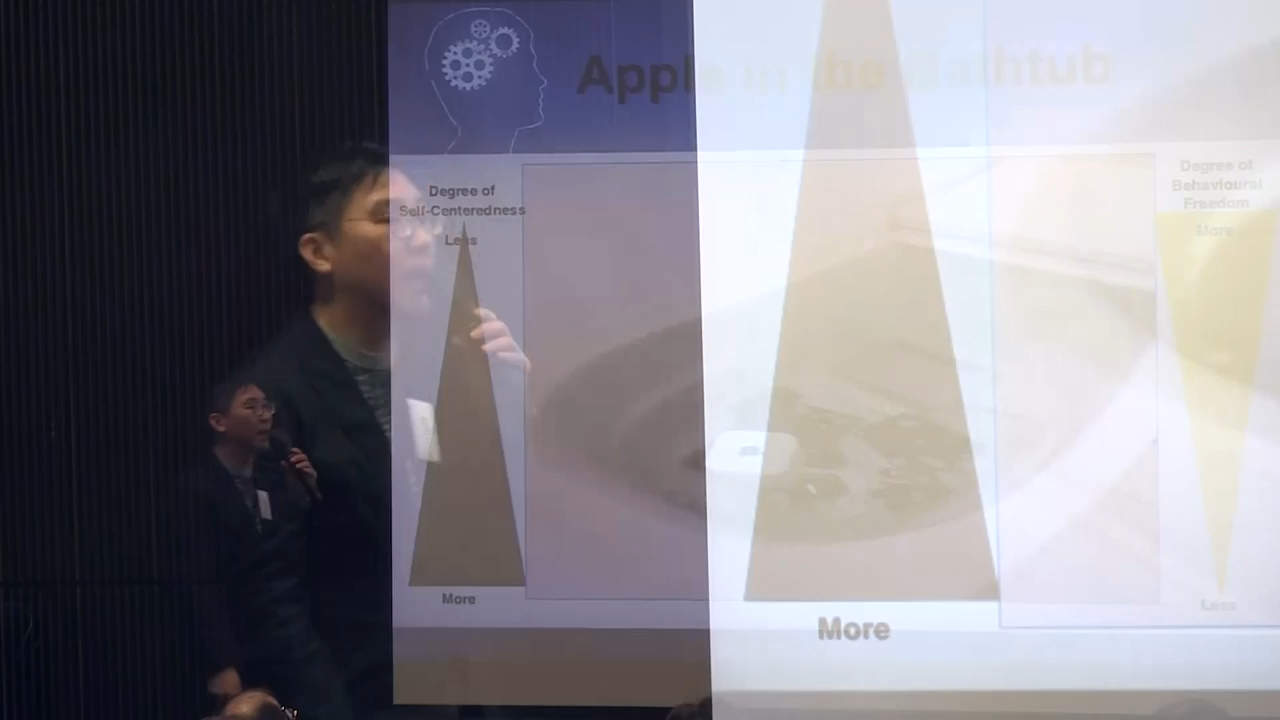 Apple in the Bathtub
Degree of
Self-Centeredness
Less
More
More
Degree of
Behavioural
Freedom
More
Less